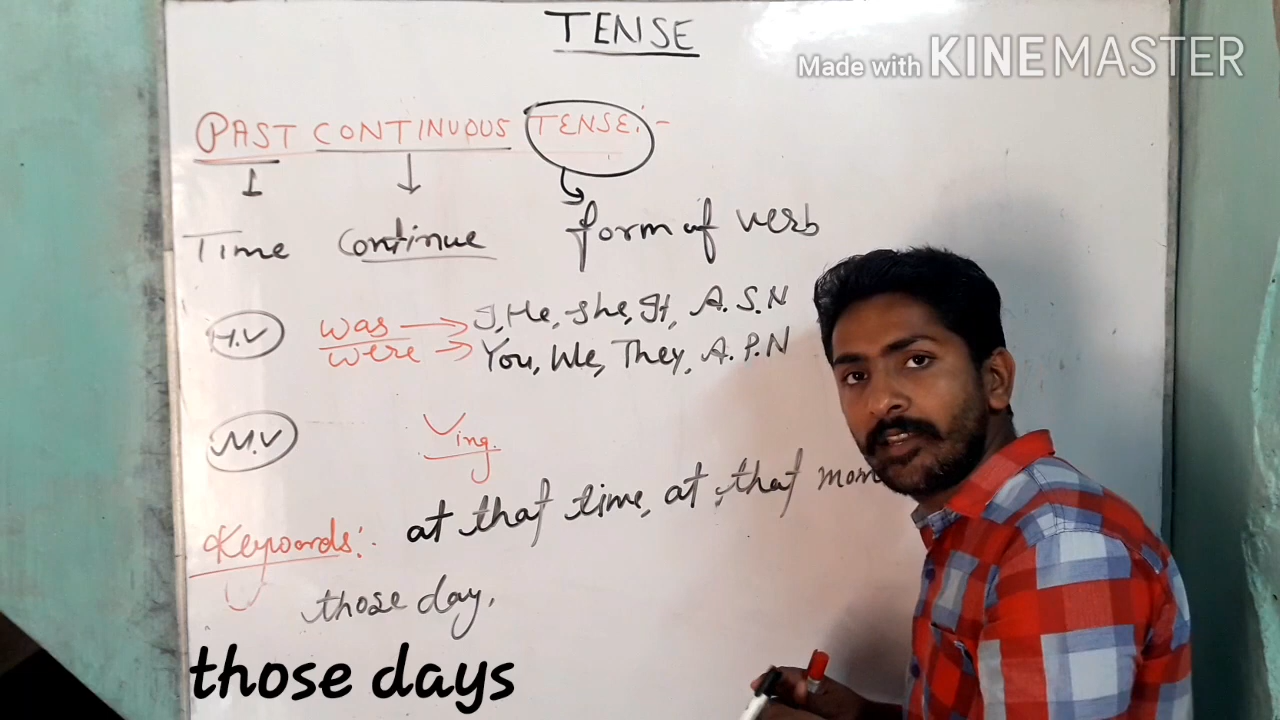 TENSE
Made with KINEMASTER
PAST CONTINUOUS TENSE:-
Time Continue form of verb
H.V was → I, He, She, It, A.S.N
were → You, We, They, A.P.N
M.V Ving.
Keywords:- at that time, at that mom
those day,
those days